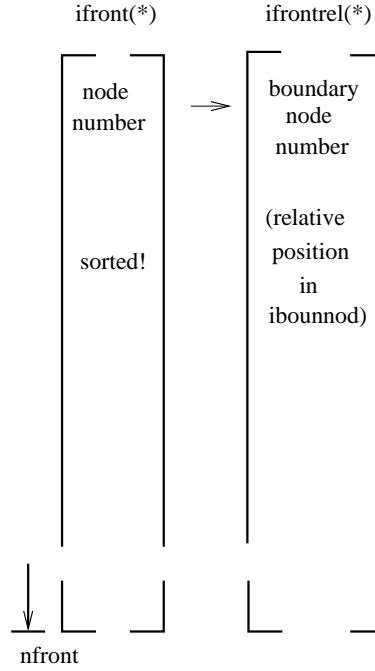 ifront(*)
ifrontrel(*)
node
number
sorted!
boundary
node
number
(relative
position
in
ibounnod)
nfront